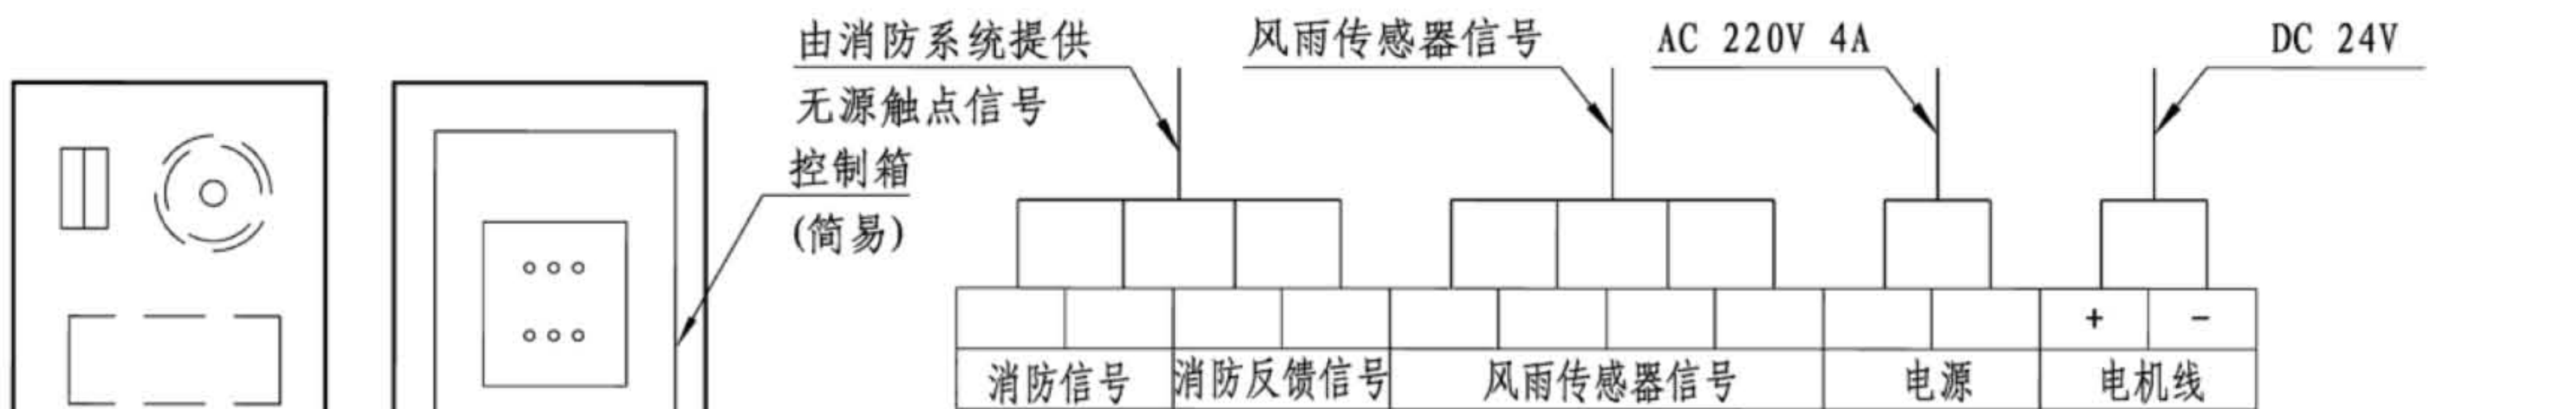 由消防系统提供
无源触点信号
控制箱
(简易)
风雨传感器信号
AC 220V 4A
DC 24V
+ −
消防信号 消防反馈信号 风雨传感器信号 电源 电机线